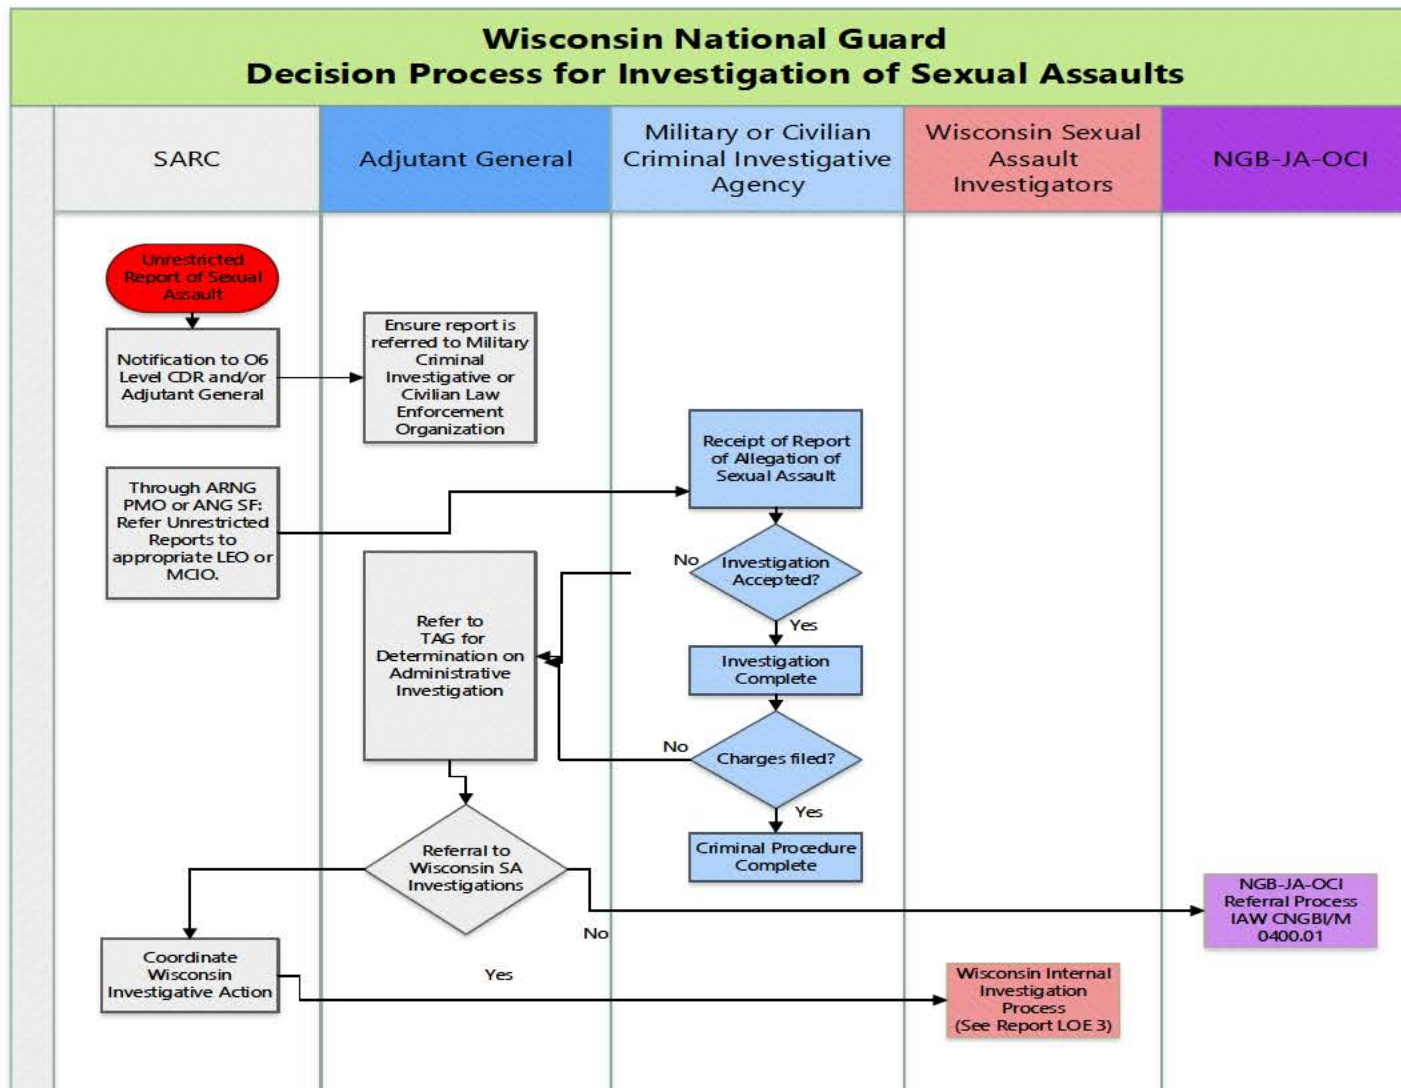 Wisconsin National Guard
Decision Process for Investigation of Sexual Assaults
SARC
Adjutant General
Military or Civilian
Criminal Investigative
Agency
Wisconsin Sexual
Assault
Investigators
NGB-JA-OCI
Unrestricted
Report of Sexual
Assault
Notification to O6
Level CDR and/or
Adjutant General
Ensure report is
referred to Military
Criminal
Investigative or
Civilian Law
Enforcement
Organization
Through ARNG
PMO or ANG SF:
Refer Unrestricted
Reports to
appropriate LEO or
MCIO.
Receipt of Report
of Allegation of
Sexual Assault
No
Investigation
Accepted?
Yes
Refer to
TAG for
Determination on
Administrative
Investigation
Investigation
Complete
No
Charges filed?
Yes
Criminal Procedure
Complete
Referral to
Wisconsin SA
Investigations
No
NGB-JA-OCI
Referral Process
IAW CNGBI/M
0400.01
Coordinate
Wisconsin
Investigative Action
Yes
Wisconsin Internal
Investigation
Process
(See Report LOE 3)